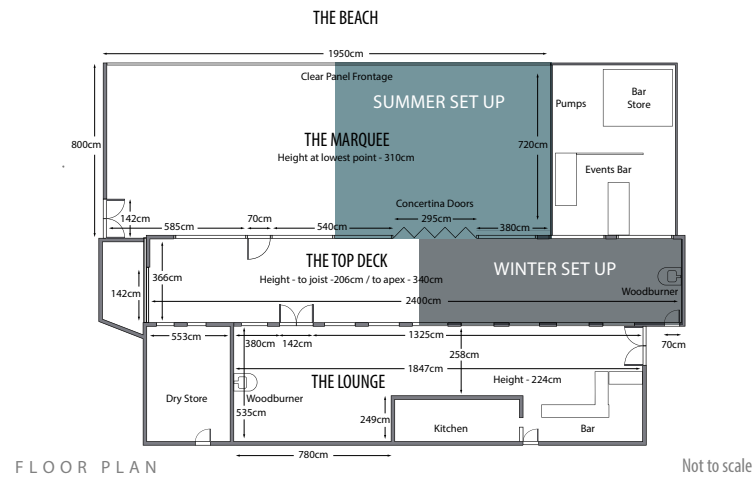 THE BEACH
1950cm
Clear Panel Frontage
SUMMER SET UP
Pumps
Bar
Store
THE MARQUEE
Height at lowest point - 310cm
800cm
720cm
Events Bar
Concertina Doors
142cm
585cm
70cm
540cm
295cm
380cm
THE TOP DECK
Height - to joist -206cm / to apex - 340cm
WINTER SET UP
366cm
142cm
Woodburner
2400cm
553cm
380cm
142cm
1325cm
70cm
258cm
1847cm
THE LOUNGE
Height - 224cm
Dry Store
Woodburner
535cm
249cm
Kitchen
Bar
780cm
FLOOR PLAN
Not to scale